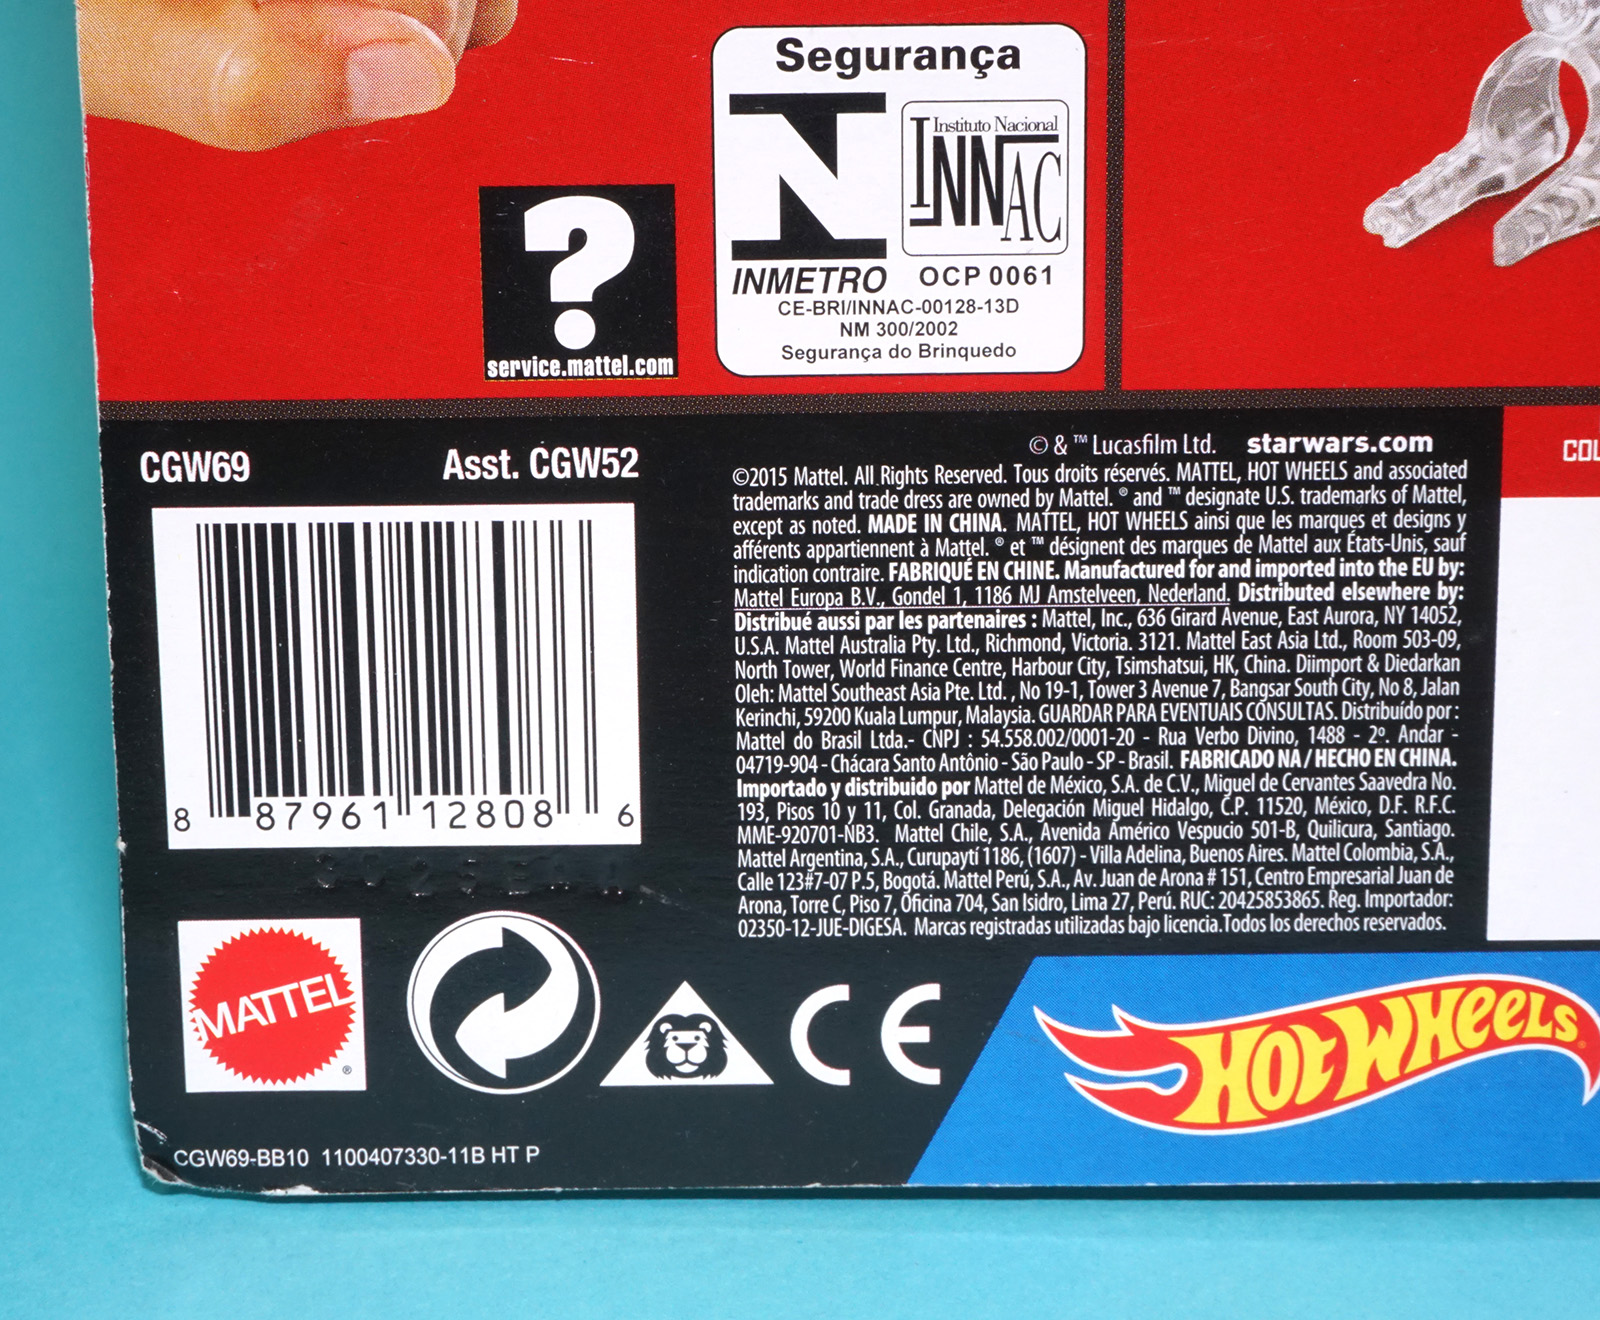 Segurança
Instituto Nacional
INNAC
INMETRO
OCP 0061
CE-BRI/INNAC-00128-13D
NM 300/2002
Segurança do Brinquedo
?
service.mattel.com
CGW69
Asst. CGW52
8 87961 12808 6
© & ™ Lucasfilm Ltd. starwars.com
©2015 Mattel. All Rights Reserved. Tous droits réservés. MATTEL, HOT WHEELS and associated
trademarks and trade dress are owned by Mattel. ® and ™ designate U.S. trademarks of Mattel,
except as noted. MADE IN CHINA. MATTEL, HOT WHEELS ainsi que les marques et designs y
afférents appartiennent à Mattel. ® et ™ désignent des marques de Mattel aux États-Unis, sauf
indication contraire. FABRIQUÉ EN CHINE. Manufactured for and imported into the EU by:
Mattel Europa B.V., Gondel 1, 1186 MJ Amstelveen, Nederland. Distributed elsewhere by:
Distribué aussi par les partenaires : Mattel, Inc., 636 Girard Avenue, East Aurora, NY 14052,
U.S.A. Mattel Australia Pty. Ltd., Richmond, Victoria. 3121. Mattel East Asia Ltd., Room 503-09,
North Tower, World Finance Centre, Harbour City, Tsimshatsui, HK, China. Diimport & Diedarkan
Oleh: Mattel Southeast Asia Pte. Ltd. , No 19-1, Tower 3 Avenue 7, Bangsar South City, No 8, Jalan
Kerinchi, 59200 Kuala Lumpur, Malaysia. GUARDAR PARA EVENTUAIS CONSULTAS. Distribuído por :
Mattel do Brasil Ltda.- CNPJ : 54.558.002/0001-20 - Rua Verbo Divino, 1488 - 2º. Andar -
04719-904 - Chácara Santo Antônio - São Paulo - SP - Brasil. FABRICADO NA / HECHO EN CHINA.
Importado y distribuido por Mattel de México, S.A. de C.V., Miguel de Cervantes Saavedra No.
193, Pisos 10 y 11, Col. Granada, Delegación Miguel Hidalgo, C.P. 11520, México, D.F. R.F.C.
MME-920701-NB3. Mattel Chile, S.A., Avenida Américo Vespucio 501-B, Quilicura, Santiago.
Mattel Argentina, S.A., Curupaytí 1186, (1607) - Villa Adelina, Buenos Aires. Mattel Colombia, S.A.,
Calle 123#7-07 P.5, Bogotá. Mattel Perú, S.A., Av. Juan de Arona # 151, Centro Empresarial Juan de
Arona, Torre C, Piso 7, Oficina 704, San Isidro, Lima 27, Perú. RUC: 20425853865. Reg. Importador:
02350-12-JUE-DIGESA. Marcas registradas utilizadas bajo licencia.Todos los derechos reservados.
MATTEL ®
CE
HOT WHEELS ®
CGW69-BB10 1100407330-11B HT P